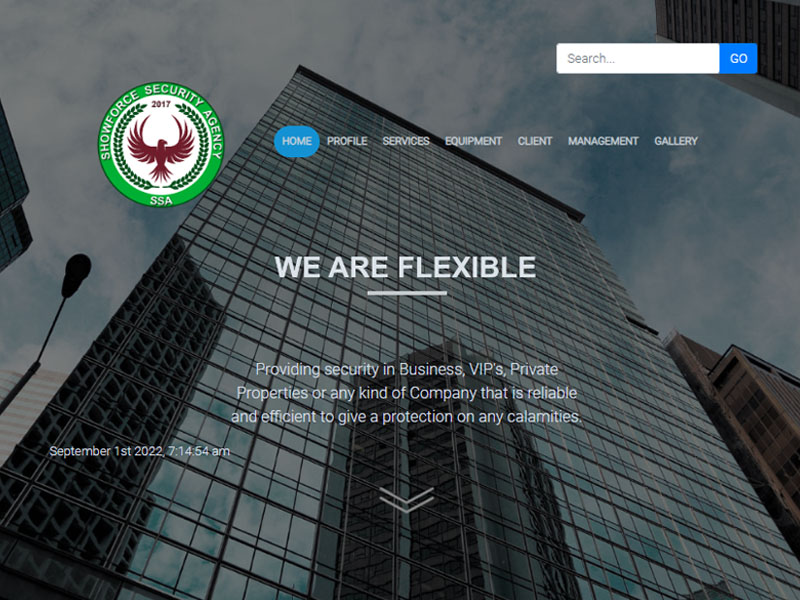 Search...
GO
SHOWFORCE SECURITY AGENCY
2017
SSA
HOME
PROFILE
SERVICES
EQUIPMENT
CLIENT
MANAGEMENT
GALLERY
WE ARE FLEXIBLE
Providing security in Business, VIP's, Private
Properties or any kind of Company that is reliable
and efficient to give a protection on any calamities.
September 1st 2022, 7:14:54 am